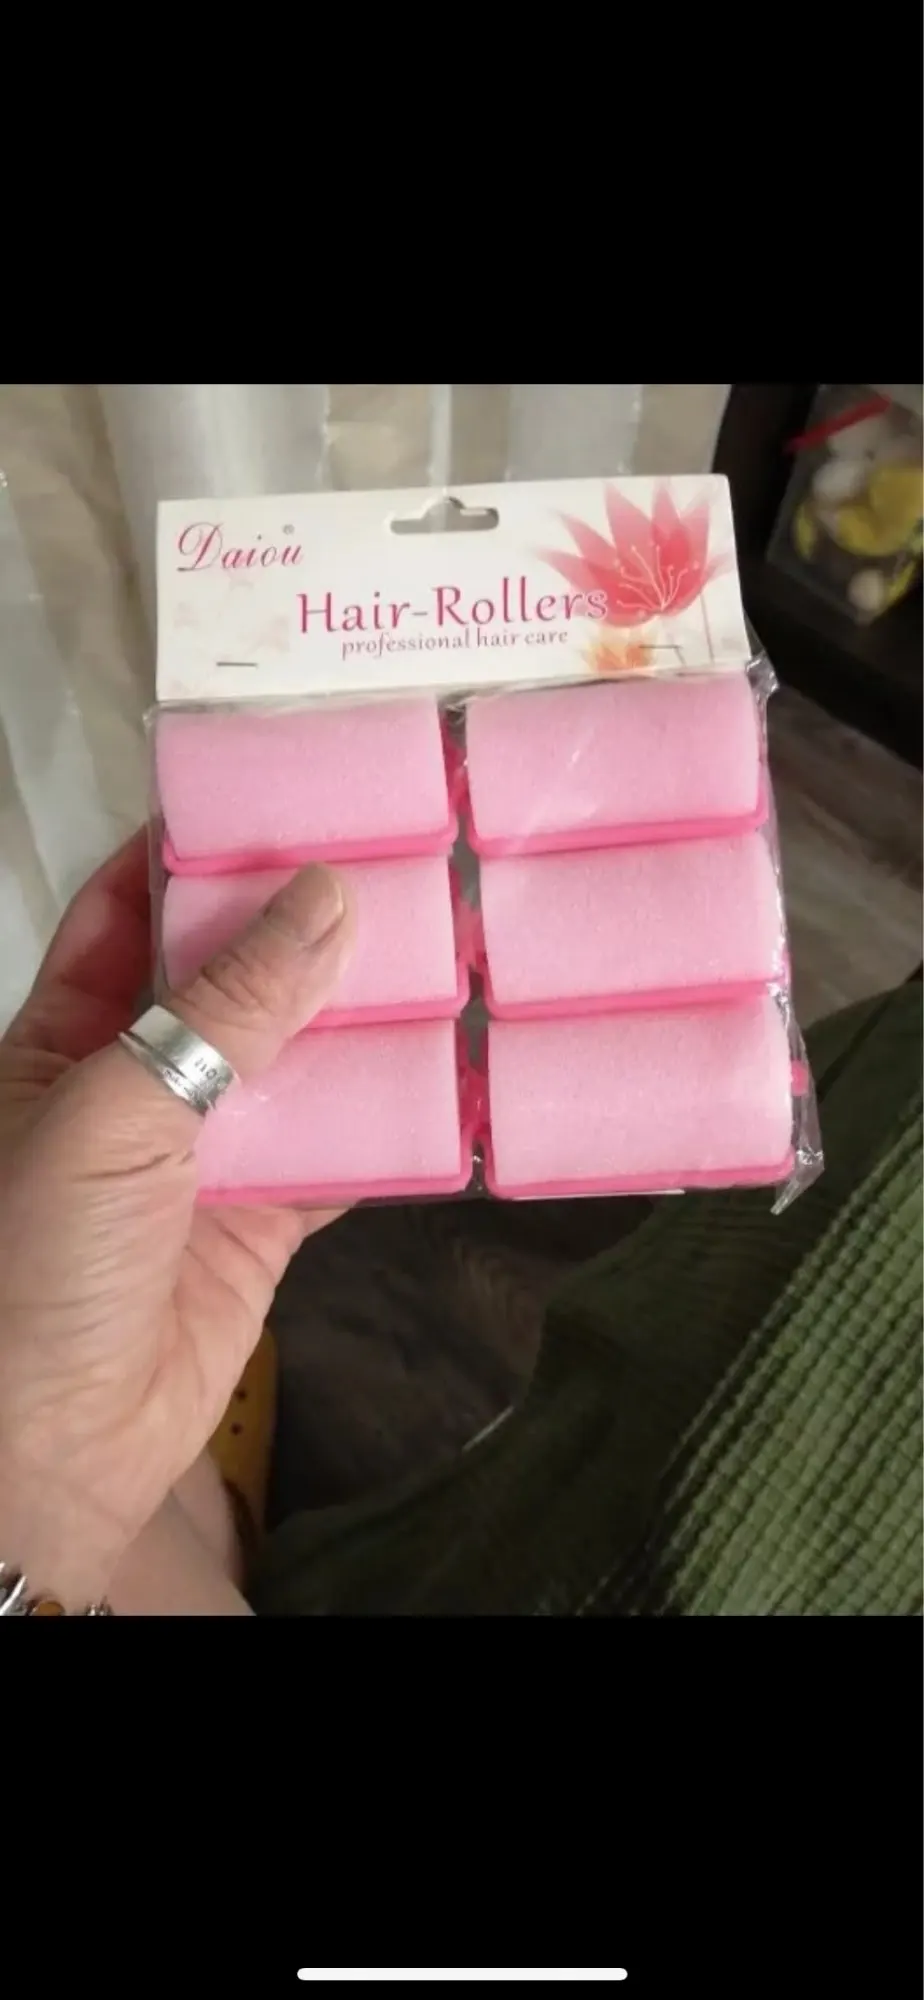 Daiou®
Hair-Rollers
professional hair care